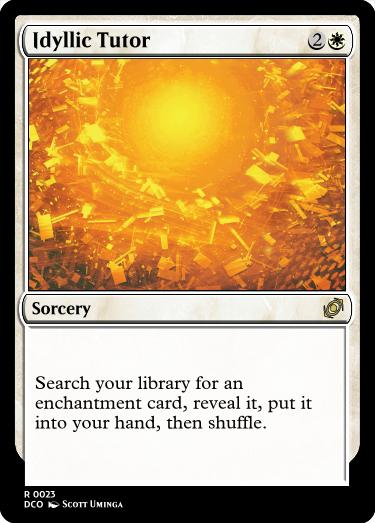 Idyllic Tutor 2
Sorcery
Search your library for an
enchantment card, reveal it, put it
into your hand, then shuffle.
R 0023
DCO Scott Uminga